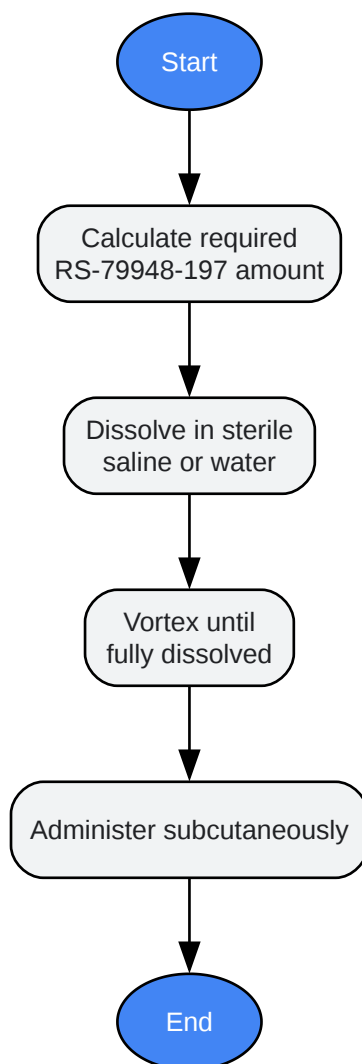 Start
Calculate required
RS-79948-197 amount
Dissolve in sterile
saline or water
Vortex until
fully dissolved
Administer subcutaneously
End